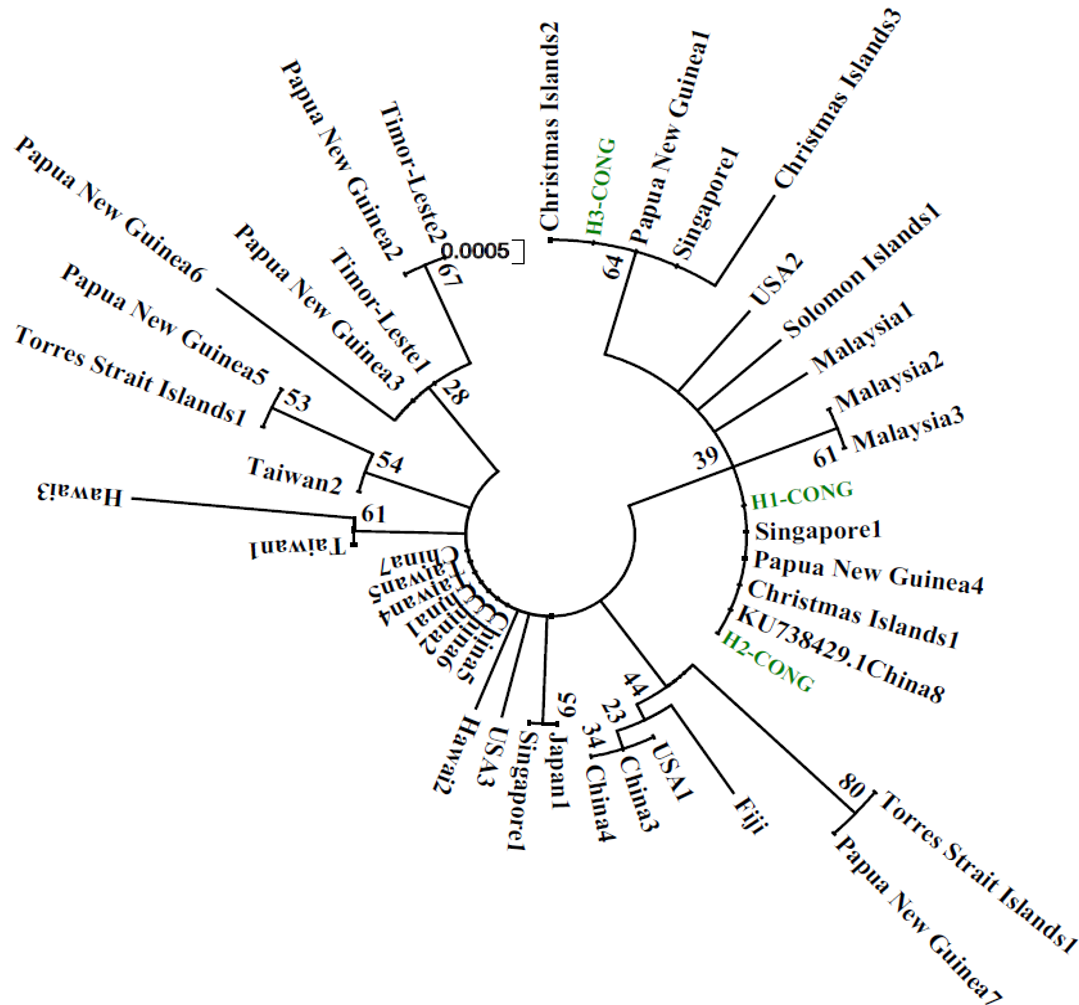 Christmas Islands2
H3-CONG
Papua New Guinea1
Singapore1
Christmas Islands3
64
USA2
Solomon Islands1
Malaysia1
Malaysia2
Malaysia3
61
39
H1-CONG
Singapore1
Papua New Guinea4
Christmas Islands1
KU738429.1China8
H2-CONG
Torres Strait Islands1
80
Papua New Guinea7
Fiji
44
23
34
USA1
China3
China4
Japan1
59
Singapore1
USA3
Hawai2
China5
China6
China2
China1
Taiwan4
Taiwan5
China7
Taiwan1
61
Hawai3
Taiwan2
54
Torres Strait Islands1
53
Papua New Guinea5
Papua New Guinea6
Papua New Guinea3
28
Timor-Leste1
Papua New Guinea2
67
Timor-Leste2
0.0005